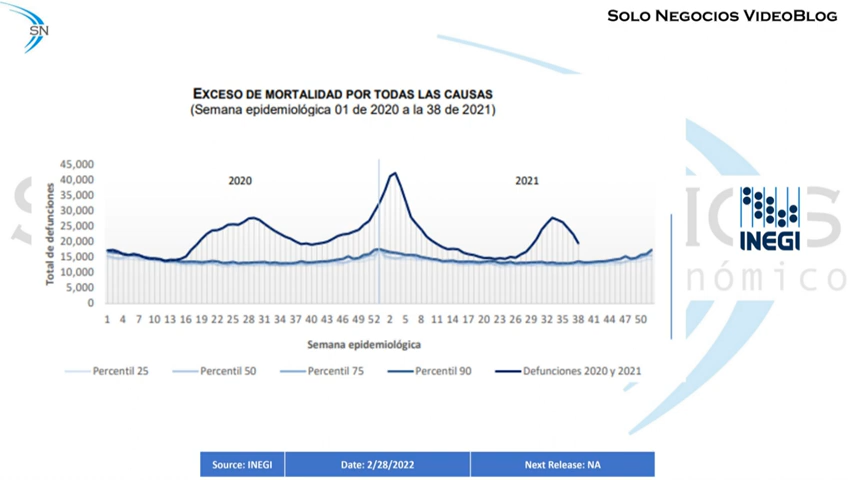 SN
SOLO NEGOCIOS VIDEOBLOG
EXCESO DE MORTALIDAD POR TODAS LAS CAUSAS
(Semana epidemiológica 01 de 2020 a la 38 de 2021)
45,000
40,000
35,000
30,000
25,000
20,000
15,000
10,000
5,000
0
Total de defunciones
2020
2021
1 4 7 10 13 16 19 22 25 28 31 34 37 40 43 46 49 52 2 5 8 11 14 17 20 23 26 29 32 35 38 41 44 47 50
Semana epidemiológica
Percentil 25 Percentil 50 Percentil 75 Percentil 90 Defunciones 2020 y 2021
INEGI
nómico
Source: INEGI Date: 2/28/2022 Next Release: NA